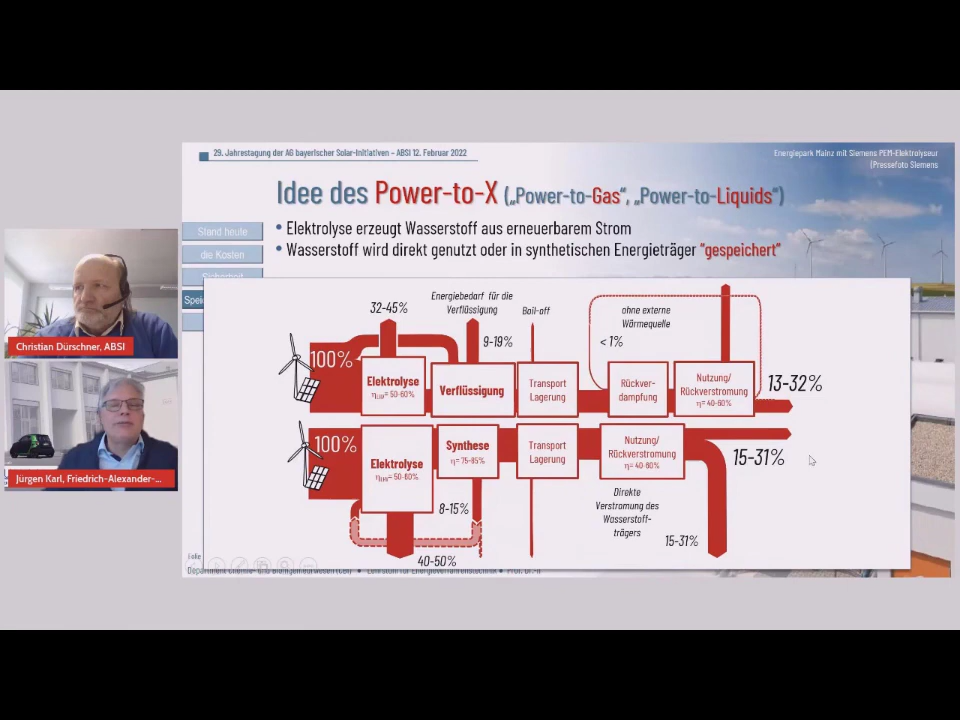 29. Jahrestagung der AG bayerischer Solar-Initiativen – ABSI 12. Februar 2022
Energiepark Mainz mit Siemens PEM-Elektrolyseur
(Pressefoto Siemens
Idee des Power-to-X („Power-to-Gas“, „Power-to-Liquids“)
• Elektrolyse erzeugt Wasserstoff aus erneuerbarem Strom
• Wasserstoff wird direkt genutzt oder in synthetischen Energieträger "gespeichert"
Stand heute
die Kosten
Sicherheit
Spei
Christian Dürschner, ABSI
Jürgen Karl, Friedrich-Alexander-...
32-45%
Energiebedarf für die
Verflüssigung
Boil-off
9-19%
ohne externe
Wärmequelle
< 1%
100%
Elektrolyse
η = 50-60%
Verflüssigung
Transport
Lagerung
Rückver-
dampfung
Nutzung/
Rückverstromung
η= 40-60%
13-32%
100%
Elektrolyse
η = 50-60%
Synthese
η= 75-85%
Transport
Lagerung
Nutzung/
Rückverstromung
η= 40-60%
15-31%
8-15%
Direkte
Verstromung des
Wasserstoff-
trägers
15-31%
40-50%
Folie